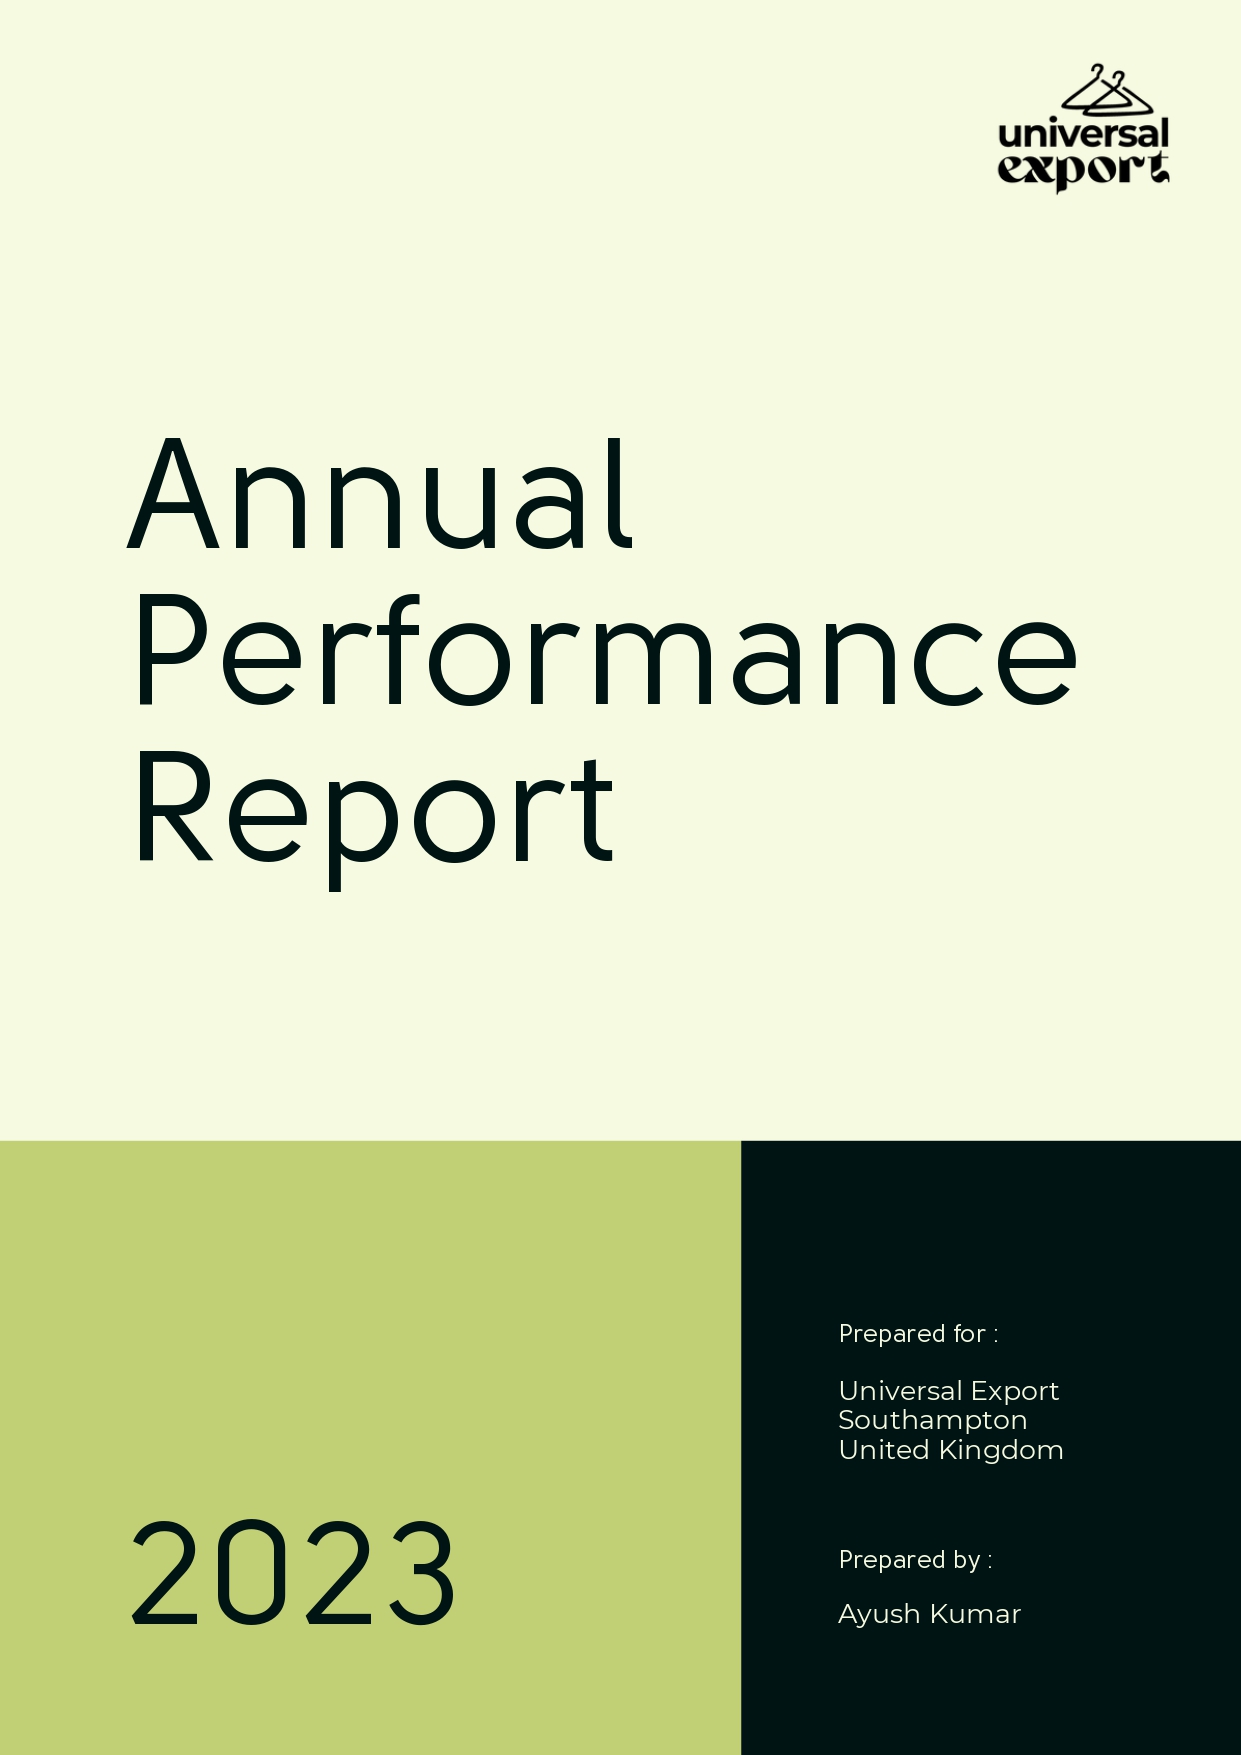 universal
export
Annual
Performance
Report
2023
Prepared for :
Universal Export
Southampton
United Kingdom
Prepared by :
Ayush Kumar